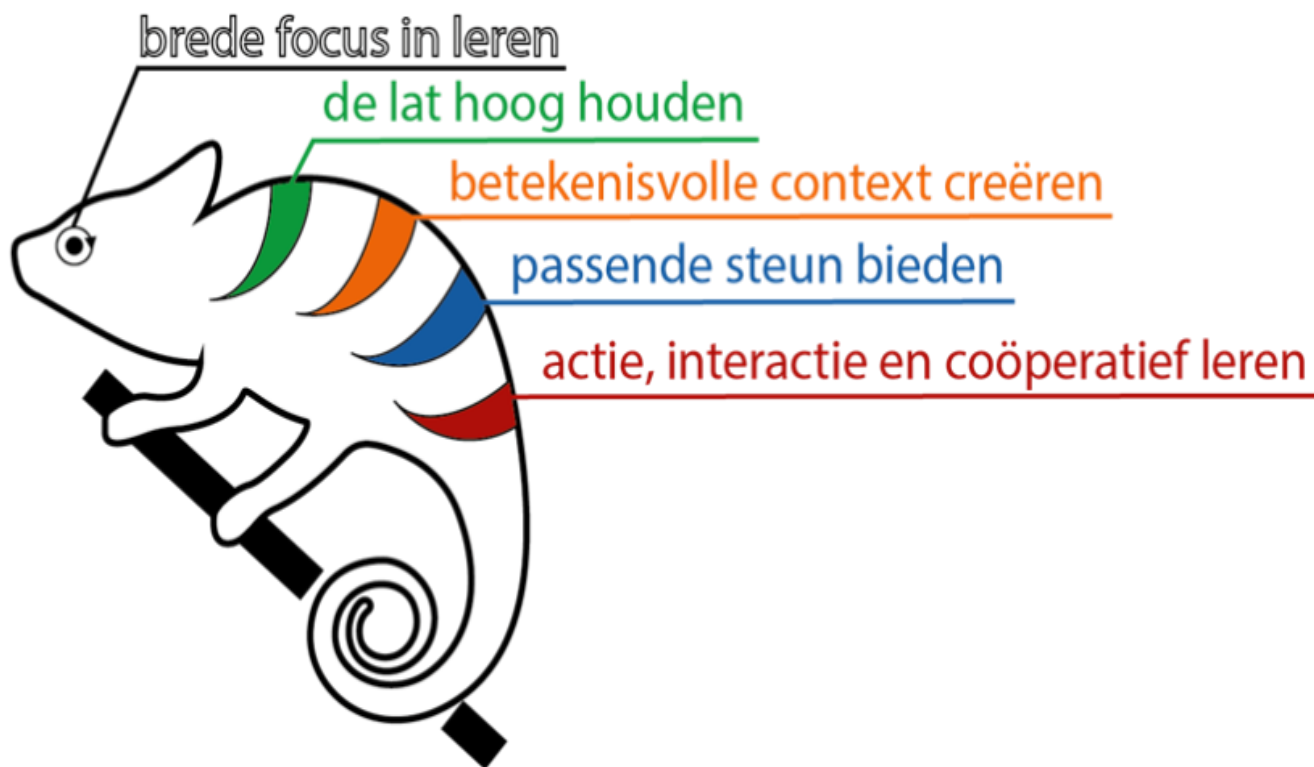 brede focus in leren
de lat hoog houden
betekenisvolle context creëren
passende steun bieden
actie, interactie en coöperatief leren